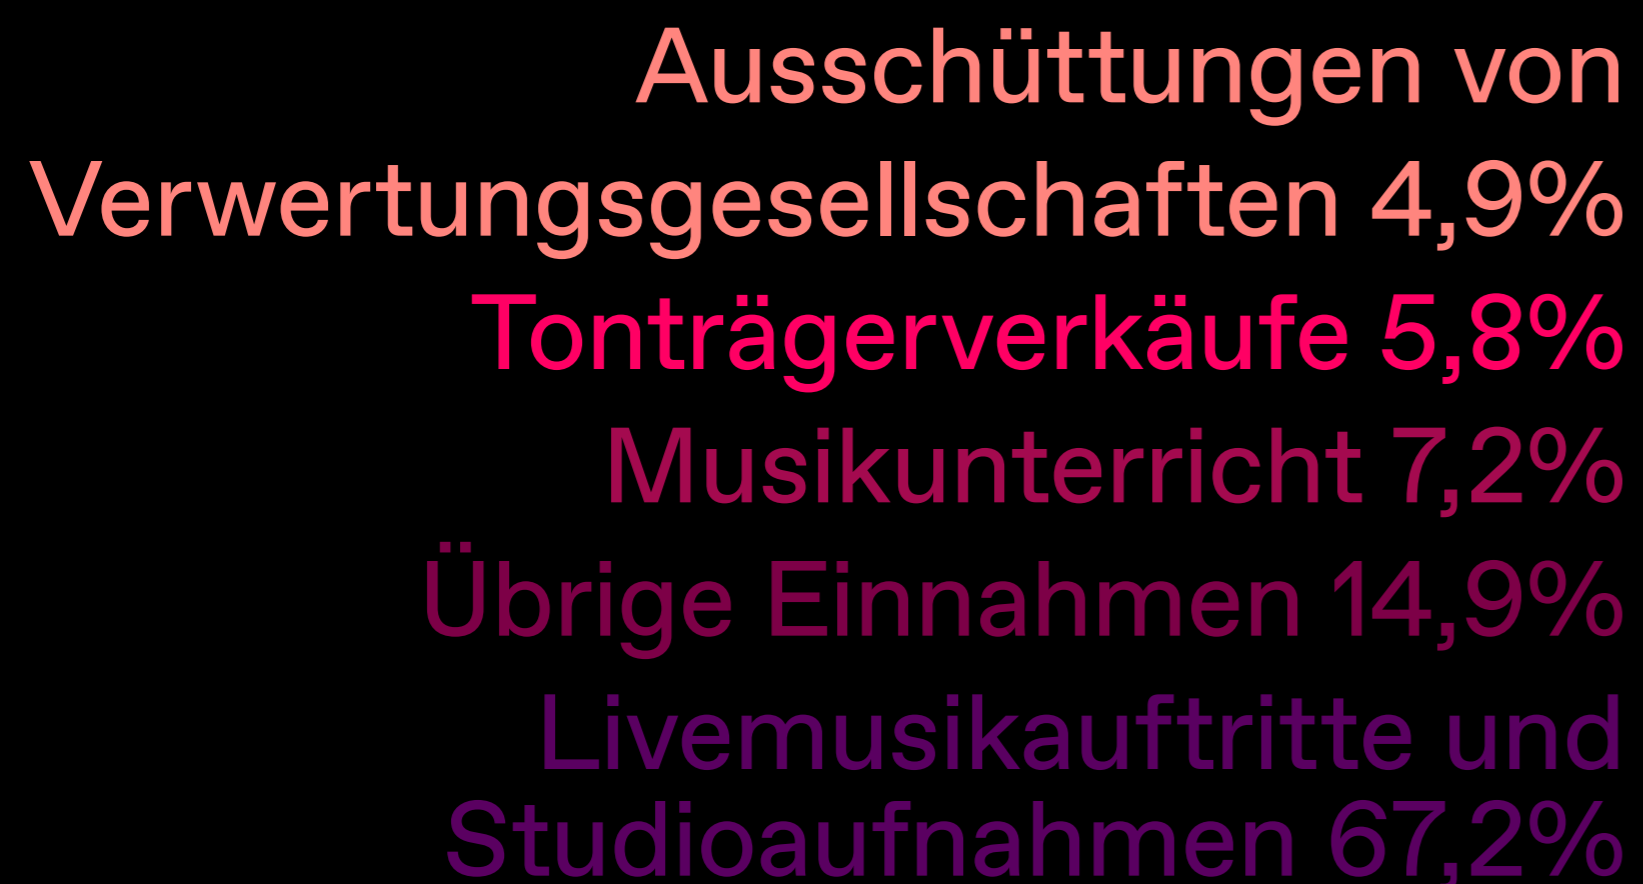 Ausschüttungen von
Verwertungsgesellschaften 4,9%
Tonträgerverkäufe 5,8%
Musikunterricht 7,2%
Übrige Einnahmen 14,9%
Livemusikauftritte und
Studioaufnahmen 67,2%